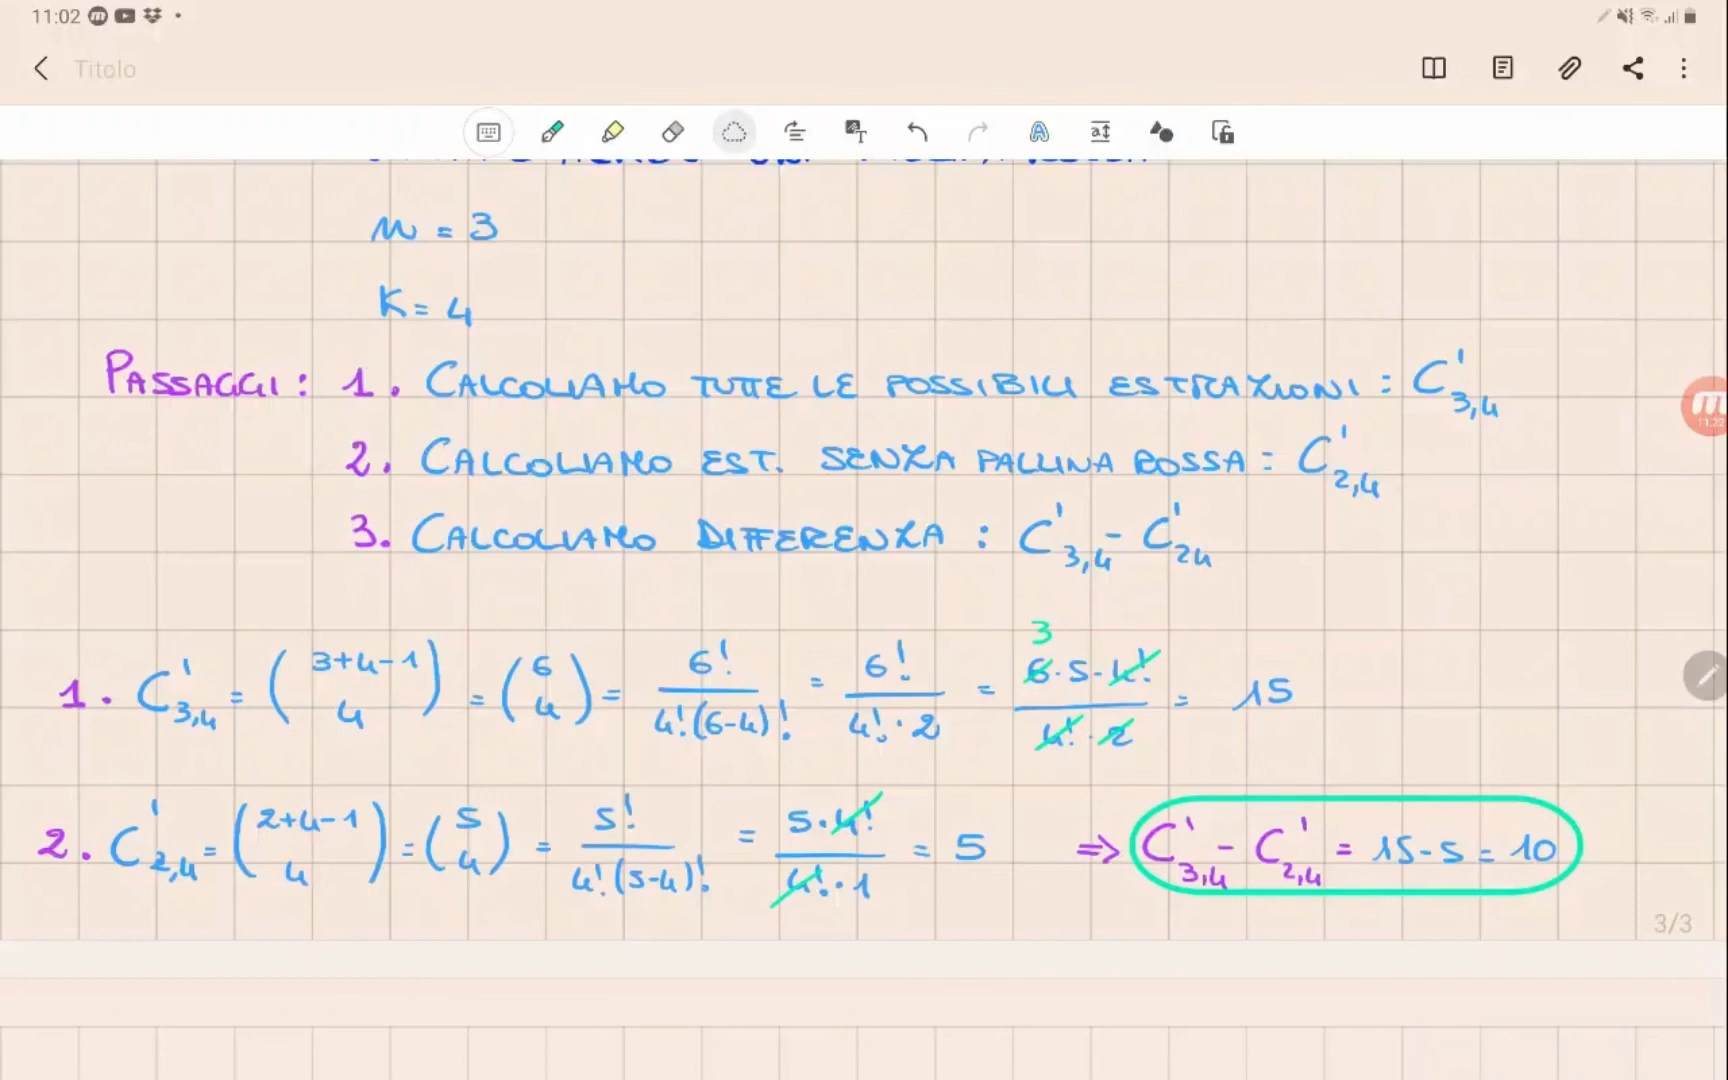 11:02
Titolo
n = 3
K = 4
PASSAGGI: 1. CALCOLIAMO TUTTE LE POSSIBILI ESTRAZIONI: C'3,4
2. CALCOLIAMO EST. SENZA PALLINA ROSSA: C'2,4
3. CALCOLIAMO DIFFERENZA: C'3,4 - C'24
1. C'3,4 = (3+4-1 4) = (6 4) = 6!/4!(6-4)! = 6!/4!·2 = 6·5·4!/4!·2 = 15
3
2. C'2,4 = (2+4-1 4) = (5 4) = 5!/4!(5-4)! = 5·4!/4!·1 = 5 ⇒ C'3,4 - C'2,4 = 15-5 = 10
3/3